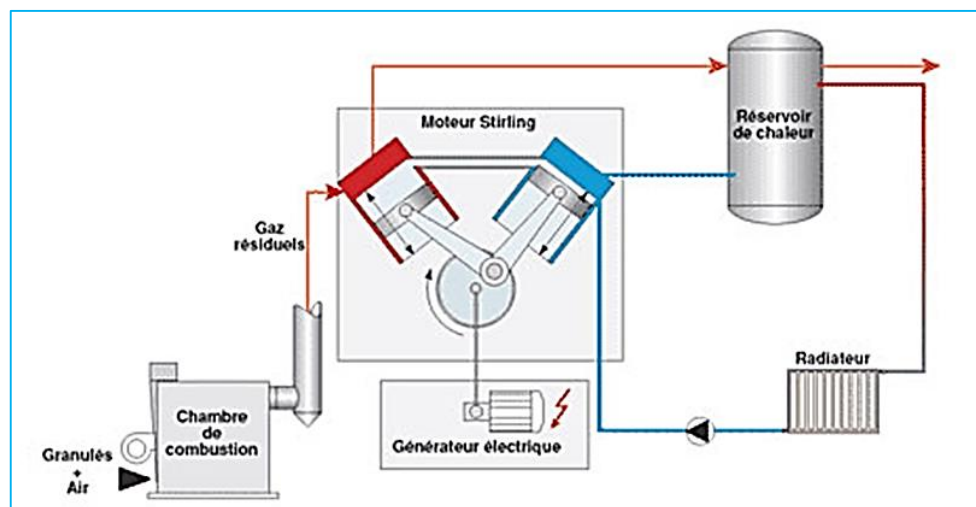 Moteur Stirling
Réservoir
de chaleur
Gaz
résiduels
Radiateur
Chambre
de
combustion
Granulés
+
Air
Générateur électrique